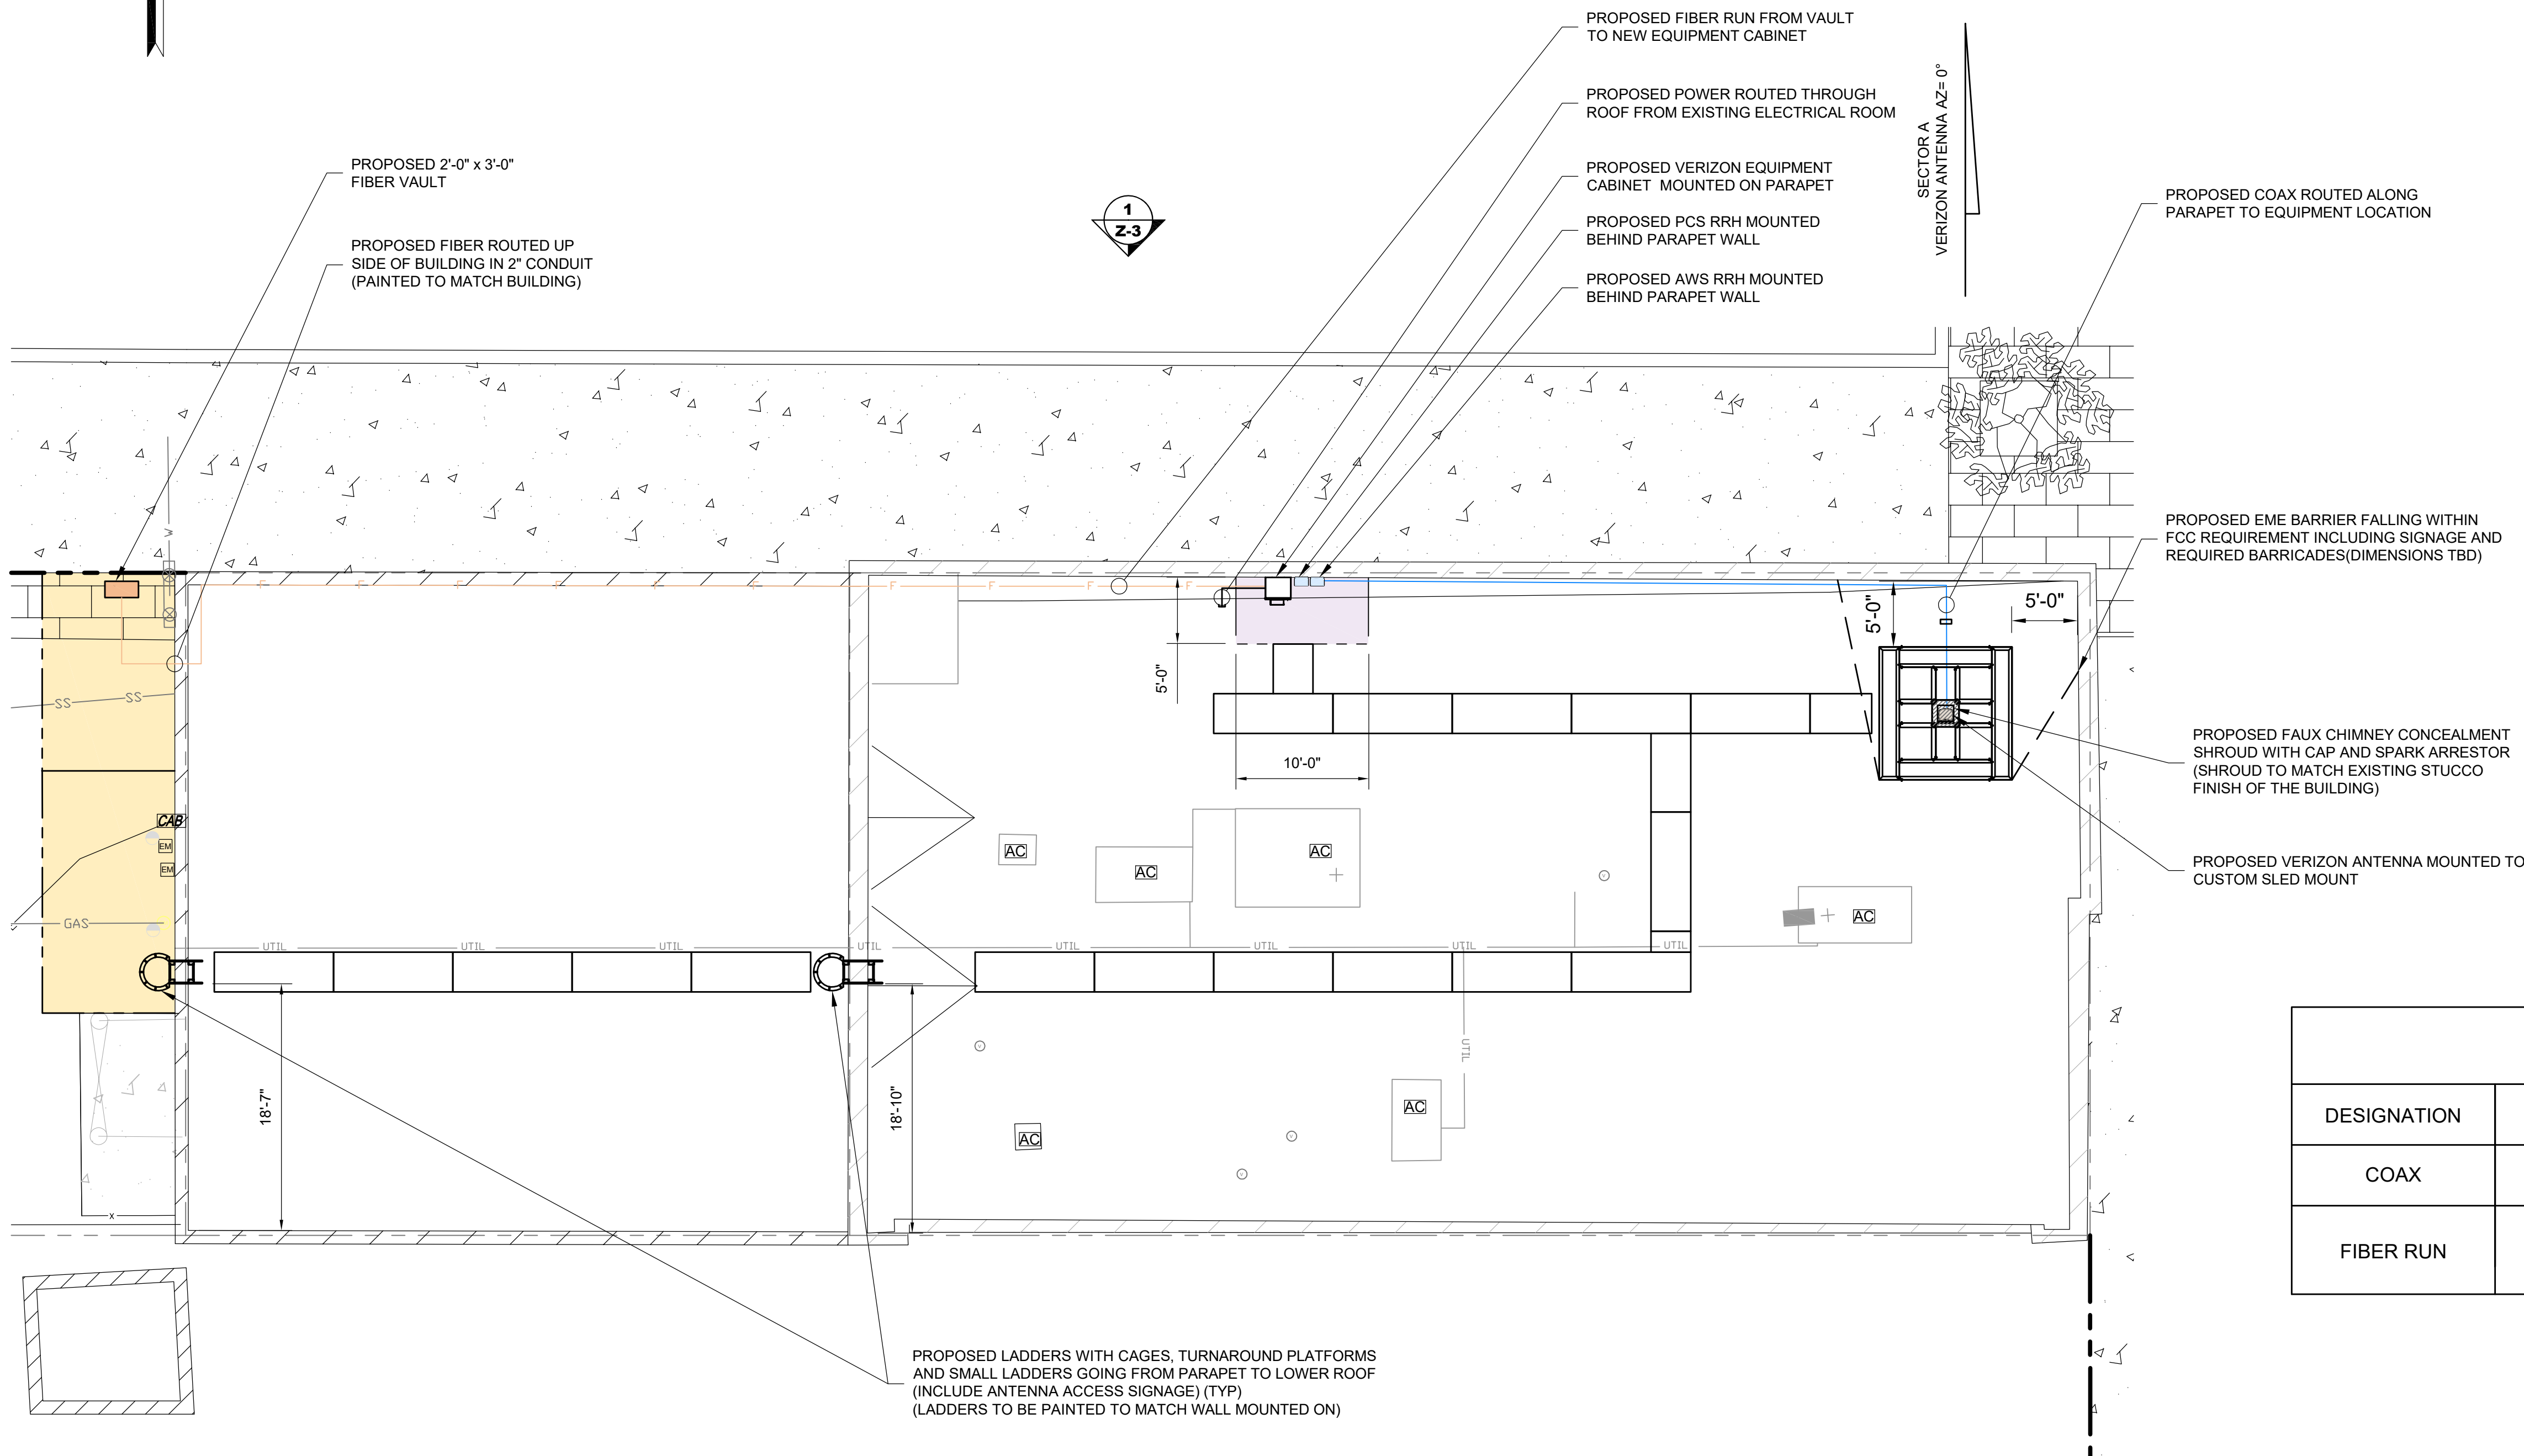 PROPOSED FIBER RUN FROM VAULT
TO NEW EQUIPMENT CABINET
PROPOSED POWER ROUTED THROUGH
ROOF FROM EXISTING ELECTRICAL ROOM
PROPOSED VERIZON EQUIPMENT
CABINET MOUNTED ON PARAPET
PROPOSED PCS RRH MOUNTED
BEHIND PARAPET WALL
PROPOSED AWS RRH MOUNTED
BEHIND PARAPET WALL
SECTOR A
VERIZON ANTENNA AZ= 0°
PROPOSED 2'-0" x 3'-0"
FIBER VAULT
PROPOSED FIBER ROUTED UP
SIDE OF BUILDING IN 2" CONDUIT
(PAINTED TO MATCH BUILDING)
1
Z-3
PROPOSED COAX ROUTED ALONG
PARAPET TO EQUIPMENT LOCATION
PROPOSED EME BARRIER FALLING WITHIN
FCC REQUIREMENT INCLUDING SIGNAGE AND
REQUIRED BARRICADES(DIMENSIONS TBD)
PROPOSED FAUX CHIMNEY CONCEALMENT
SHROUD WITH CAP AND SPARK ARRESTOR
(SHROUD TO MATCH EXISTING STUCCO
FINISH OF THE BUILDING)
PROPOSED VERIZON ANTENNA MOUNTED TO
CUSTOM SLED MOUNT
W
F
F
F
F
F
F
F
F
F
F
5'-0"
5'-0"
5'-0"
10'-0"
SS
SS
CAB
EM
EM
GAS
AC
AC
AC
AC
AC
AC
V
V
V
V
UTIL
UTIL
UTIL
UTIL
UTIL
UTIL
UTIL
UTIL
UTIL
18'-7"
18'-10"
X
DESIGNATION
COAX
FIBER RUN
PROPOSED LADDERS WITH CAGES, TURNAROUND PLATFORMS
AND SMALL LADDERS GOING FROM PARAPET TO LOWER ROOF
(INCLUDE ANTENNA ACCESS SIGNAGE) (TYP)
(LADDERS TO BE PAINTED TO MATCH WALL MOUNTED ON)